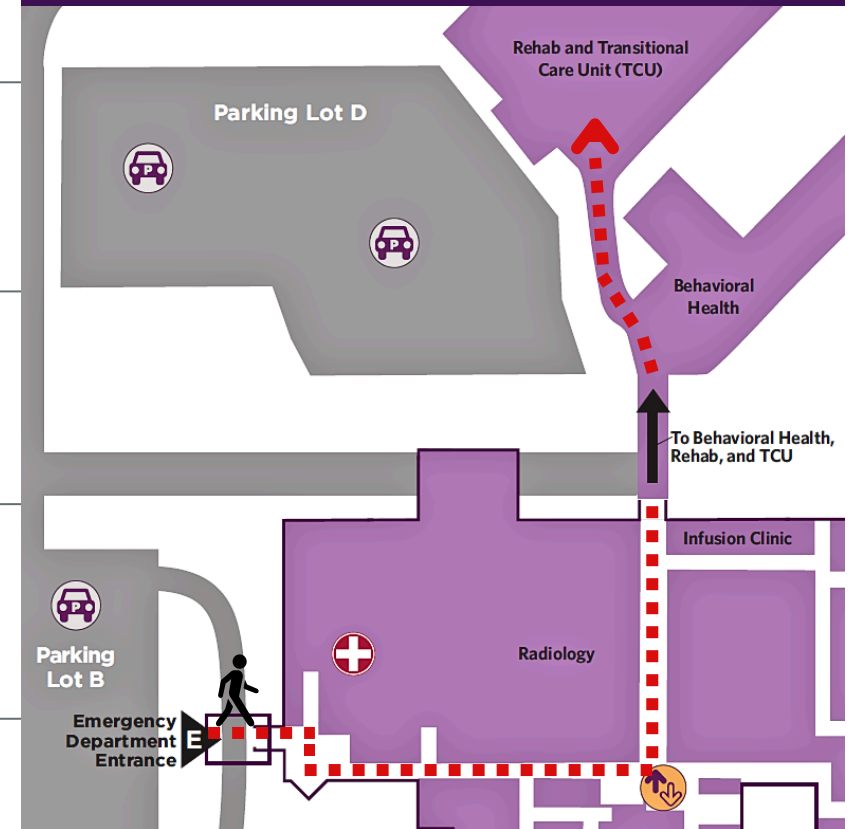 Rehab and Transitional
Care Unit (TCU)
Parking Lot D
P
P
Behavioral
Health
To Behavioral Health,
Rehab, and TCU
Infusion Clinic
P
Parking
Lot B
Radiology
Emergency
Department
Entrance
E